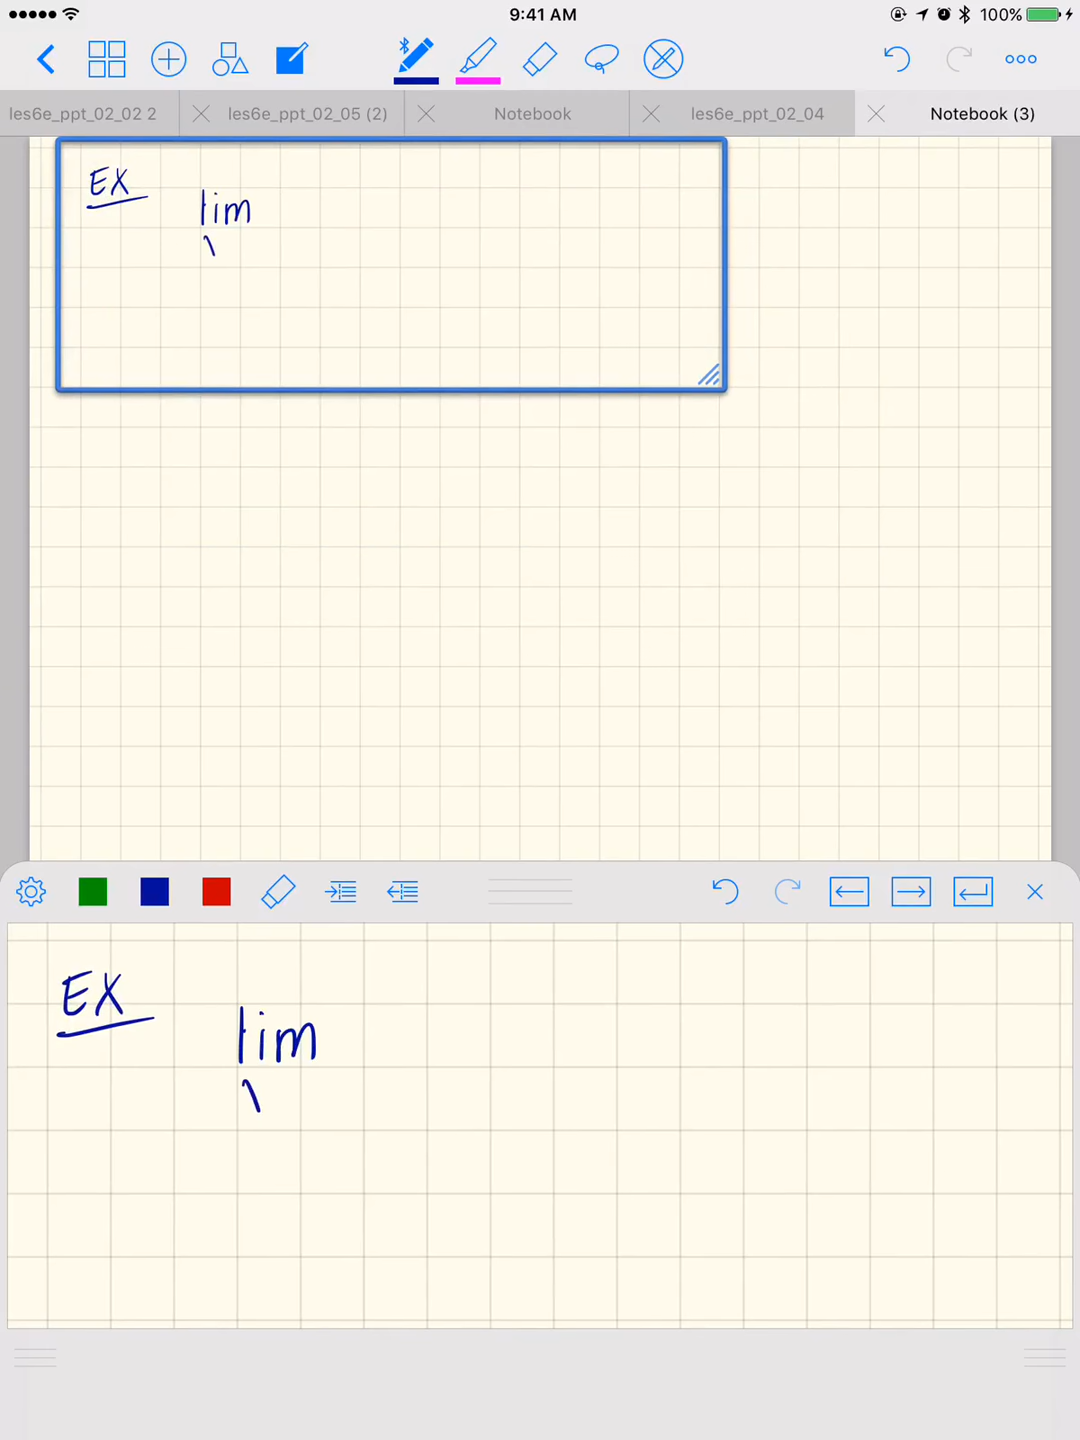 9:41 AM 100%
les6e_ppt_02_02 2 les6e_ppt_02_05 (2) Notebook les6e_ppt_02_04 Notebook (3)
EX
lim
EX
lim